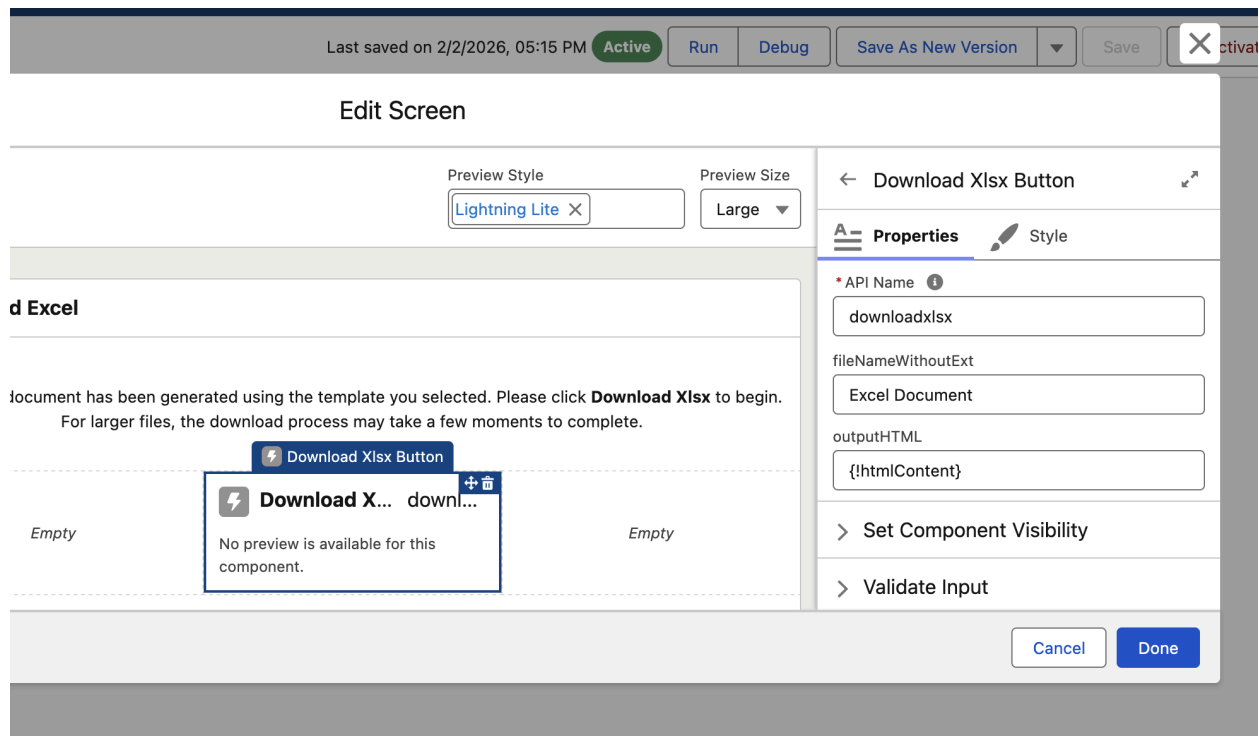 Last saved on 2/2/2026, 05:15 PM Active Run Debug Save As New Version Save
Edit Screen
Preview Style
Preview Size
Lightning Lite
Large
d Excel
document has been generated using the template you selected. Please click Download Xlsx to begin.
For larger files, the download process may take a few moments to complete.
Download Xlsx Button
Download X... downl...
No preview is available for this
component.
Empty
Empty
Download Xlsx Button
Properties Style
* API Name
downloadxlsx
fileNameWithoutExt
Excel Document
outputHTML
{!htmlContent}
Set Component Visibility
Validate Input
Cancel Done